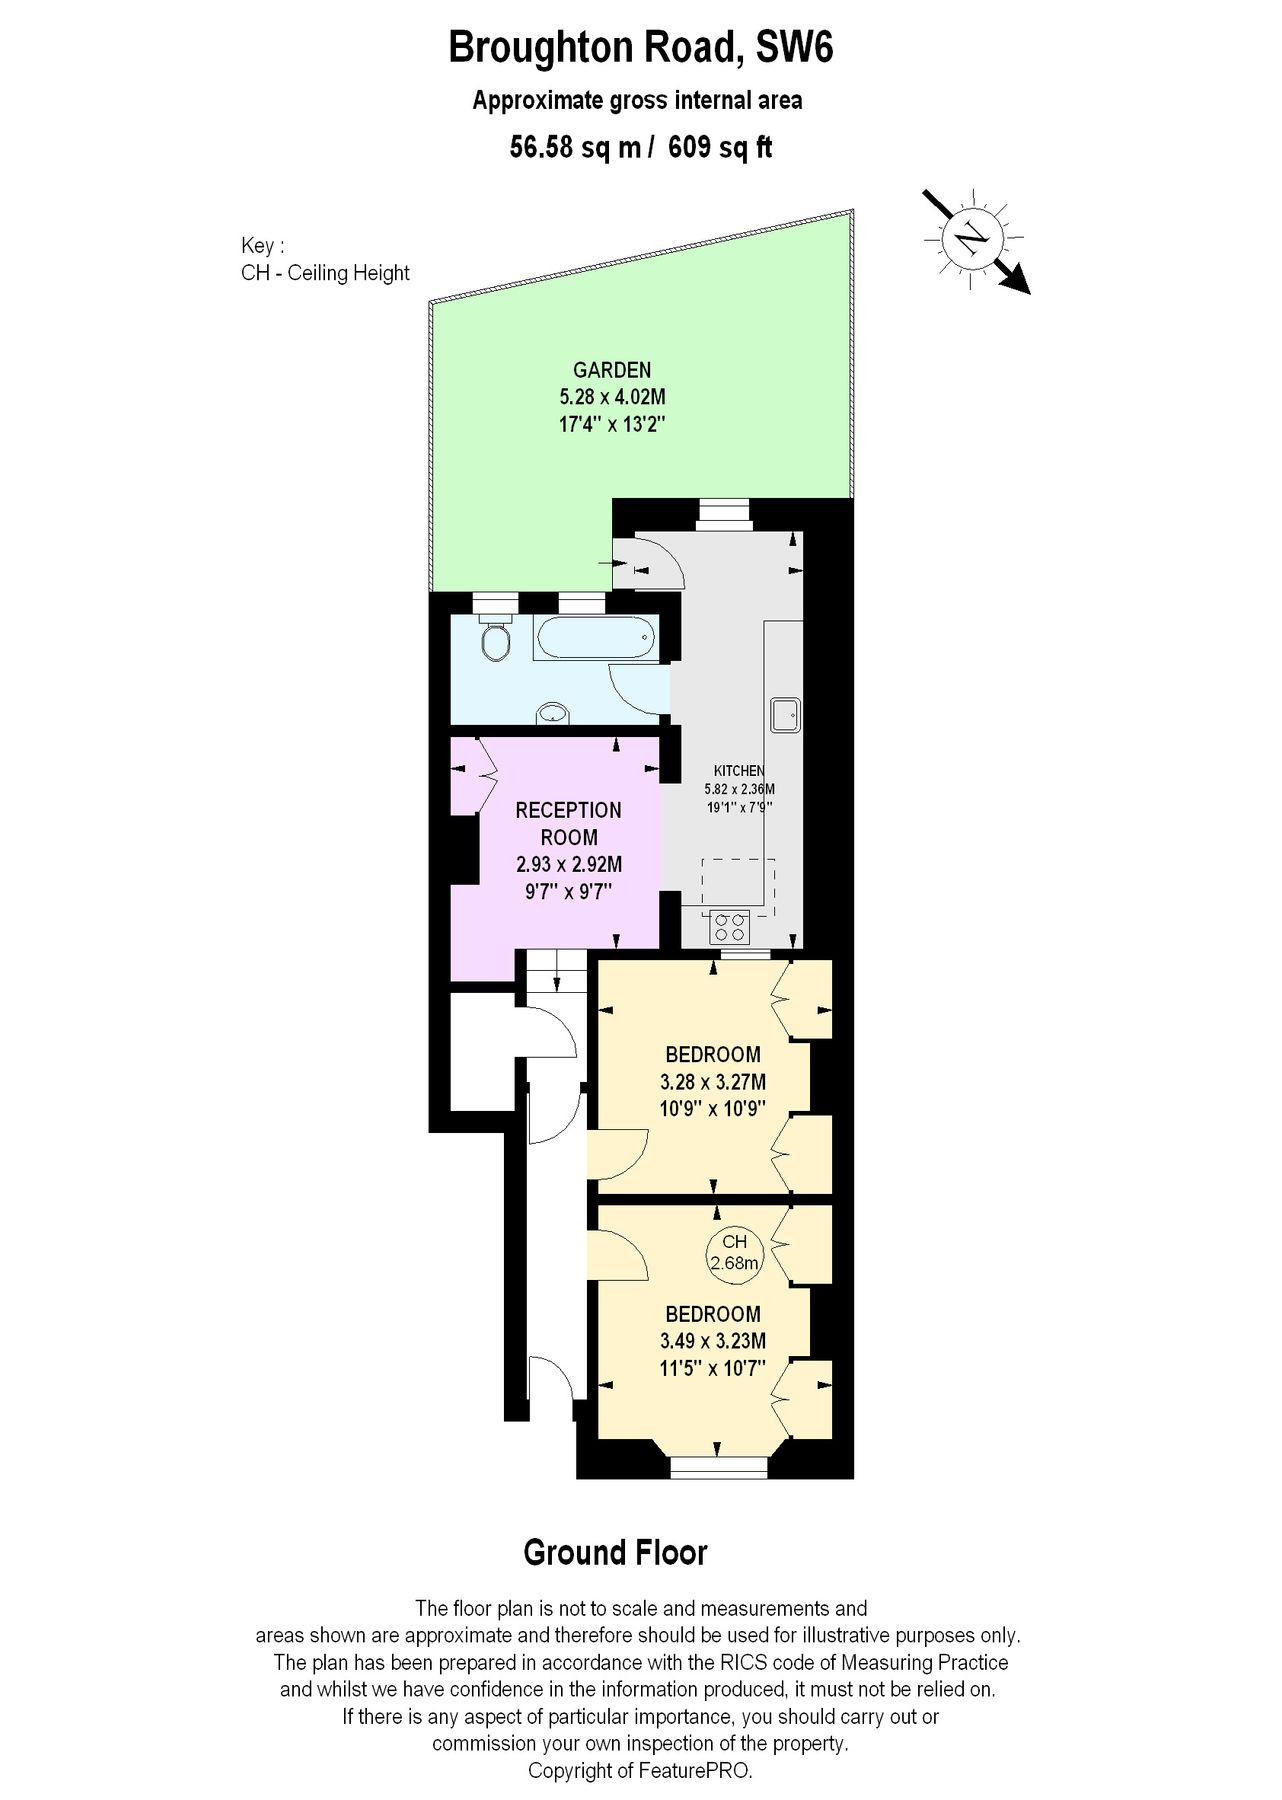 Broughton Road, SW6
Approximate gross internal area
56.58 sq m / 609 sq ft
Key :
CH - Ceiling Height
N
GARDEN
5.28 x 4.02M
17'4" x 13'2"
KITCHEN
5.82 x 2.36M
19'1" x 7'9"
RECEPTION
ROOM
2.93 x 2.92M
9'7" x 9'7"
BEDROOM
3.28 x 3.27M
10'9" x 10'9"
CH
2.68m
BEDROOM
3.49 x 3.23M
11'5" x 10'7"
Ground Floor
The floor plan is not to scale and measurements and
areas shown are approximate and therefore should be used for illustrative purposes only.
The plan has been prepared in accordance with the RICS code of Measuring Practice
and whilst we have confidence in the information produced, it must not be relied on.
If there is any aspect of particular importance, you should carry out or
commission your own inspection of the property.
Copyright of FeaturePRO.